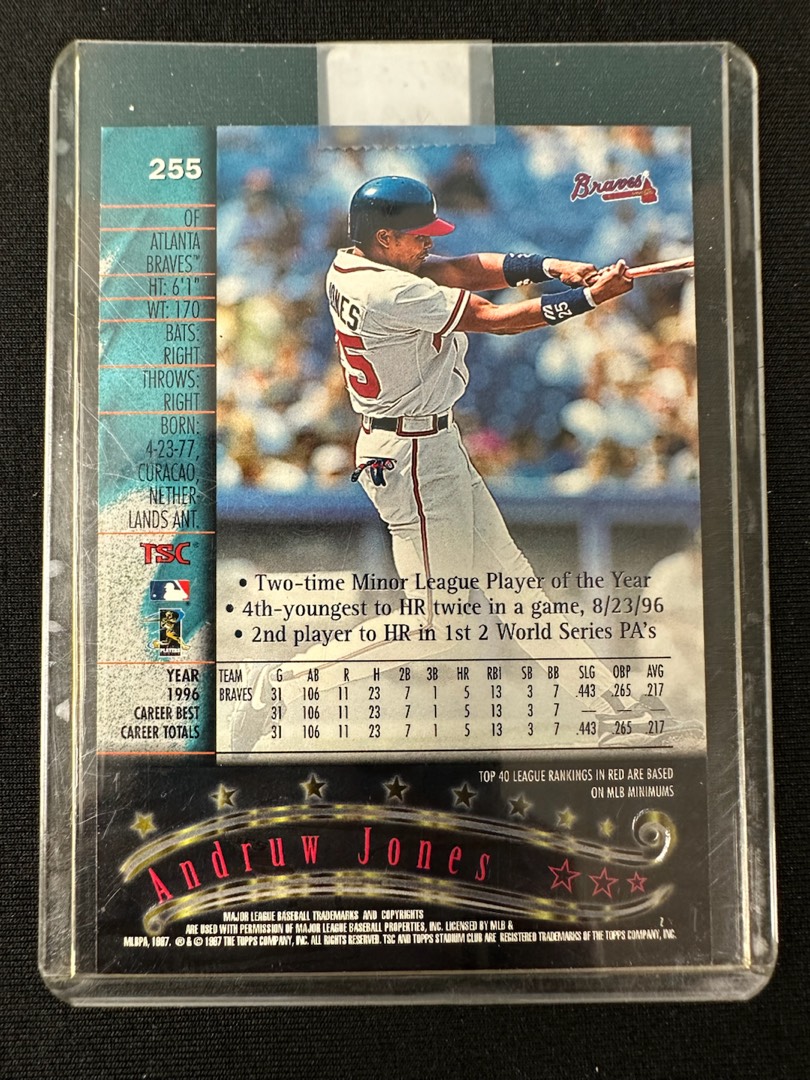 255
Braves
OF
ATLANTA
BRAVES™
HT: 6'1"
WT: 170
BATS:
RIGHT
THROWS:
RIGHT
BORN:
4-23-77,
CURACAO,
NETHER
LANDS ANT.
TSC®
PLAYERS
JONES
25
25
• Two-time Minor League Player of the Year
• 4th-youngest to HR twice in a game, 8/23/96
• 2nd player to HR in 1st 2 World Series PA's
YEAR TEAM G AB R H 2B 3B HR RBI SB BB SLG OBP AVG
1996 BRAVES 31 106 11 23 7 1 5 13 3 7 .443 .265 .217
CAREER BEST 31 106 11 23 7 1 5 13 3 7 — — —
CAREER TOTALS 31 106 11 23 7 1 5 13 3 7 .443 .265 .217
TOP 40 LEAGUE RANKINGS IN RED ARE BASED
ON MLB MINIMUMS
Andruw Jones
MAJOR LEAGUE BASEBALL TRADEMARKS AND COPYRIGHTS
ARE USED WITH PERMISSION OF MAJOR LEAGUE BASEBALL PROPERTIES, INC. LICENSED BY MLB &
MLBPA, 1997. ® & © 1997 THE TOPPS COMPANY, INC. ALL RIGHTS RESERVED. TSC AND TOPPS STADIUM CLUB ARE REGISTERED TRADEMARKS OF THE TOPPS COMPANY, INC.